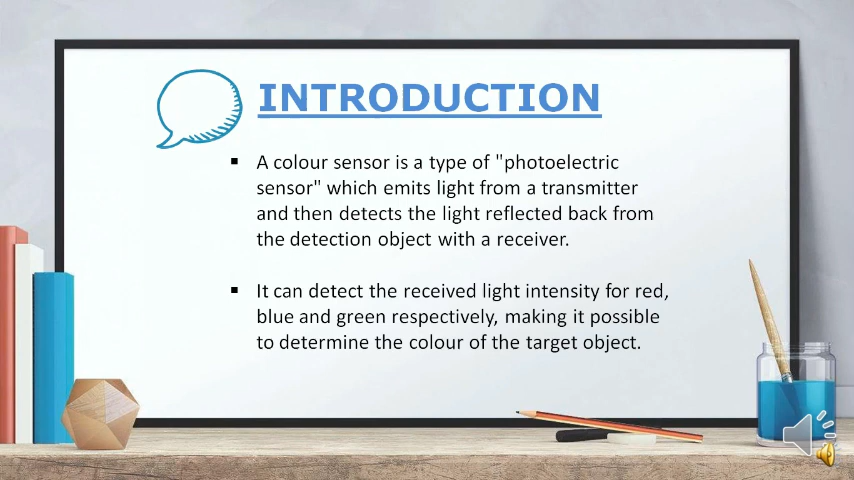 INTRODUCTION
▪ A colour sensor is a type of "photoelectric
sensor" which emits light from a transmitter
and then detects the light reflected back from
the detection object with a receiver.
▪ It can detect the received light intensity for red,
blue and green respectively, making it possible
to determine the colour of the target object.